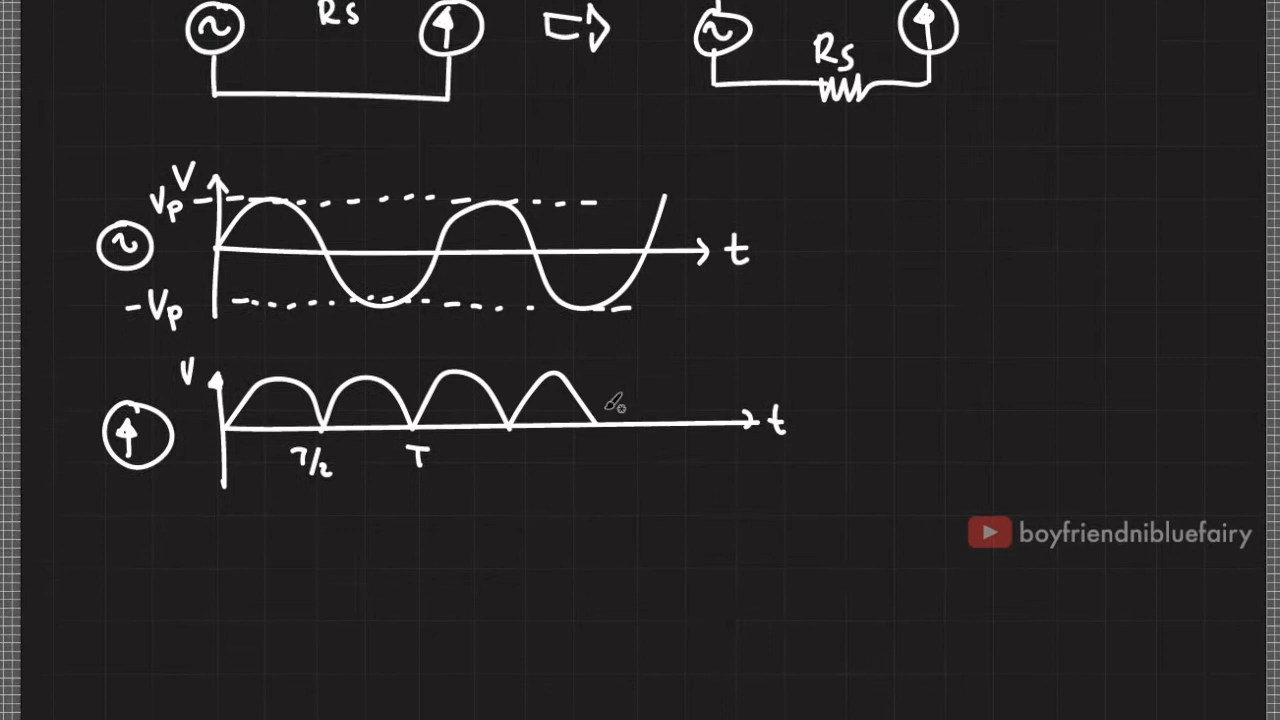 Rs
Rs
V
Vp
t
-Vp
V
t
T/2
T
boyfriendnibluefairy